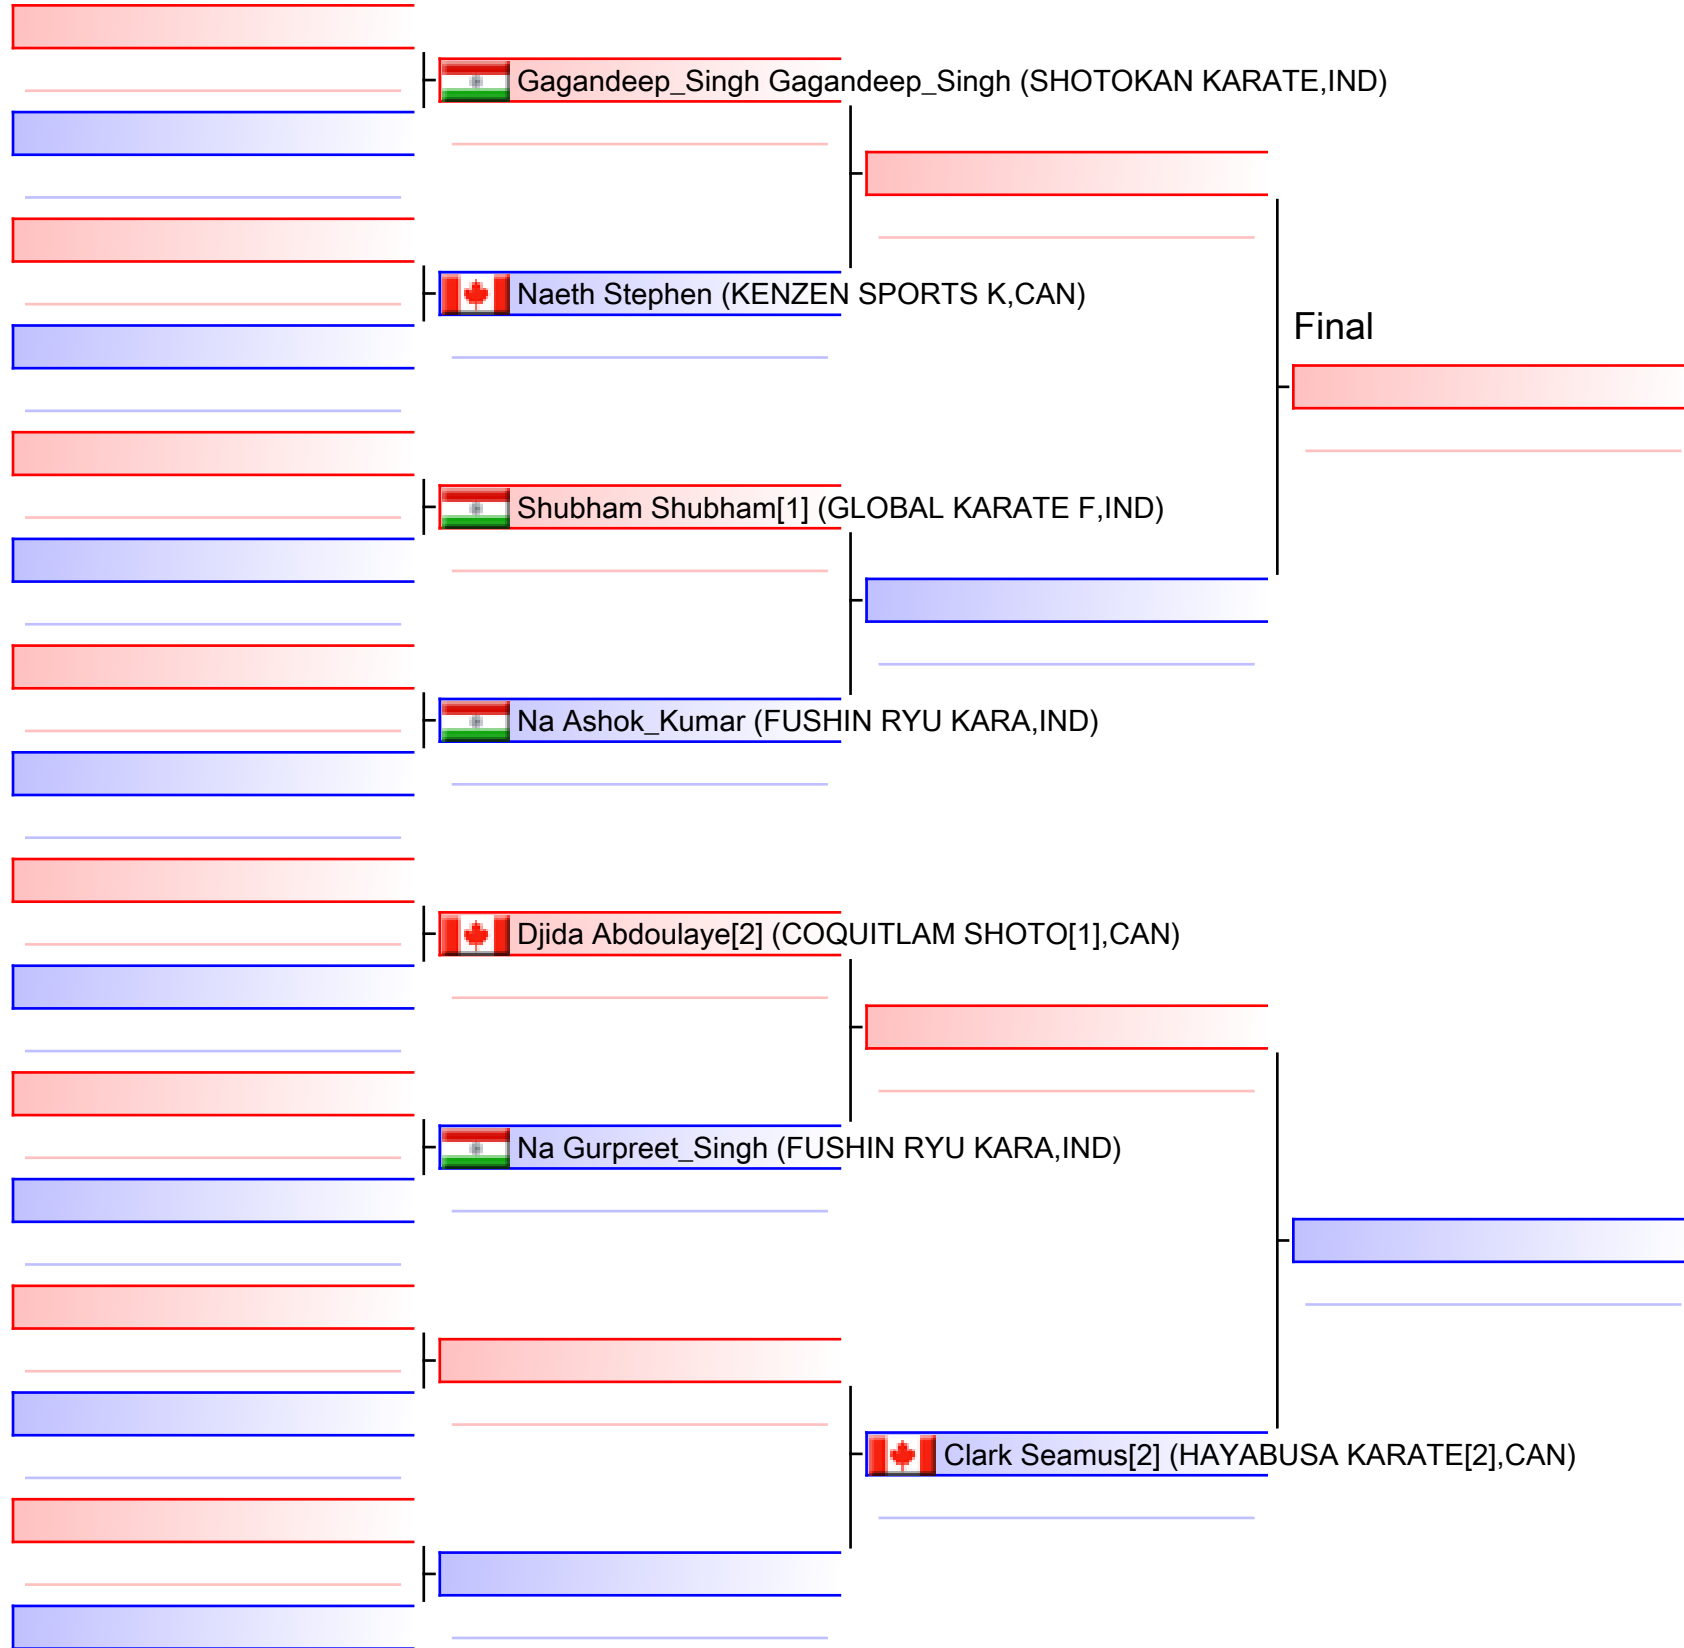 Gagandeep_Singh Gagandeep_Singh (SHOTOKAN KARATE,IND)
Naeth Stephen (KENZEN SPORTS K,CAN)
Final
Shubham Shubham[1] (GLOBAL KARATE F,IND)
Na Ashok_Kumar (FUSHIN RYU KARA,IND)
Djida Abdoulaye[2] (COQUITLAM SHOTO[1],CAN)
Na Gurpreet_Singh (FUSHIN RYU KARA,IND)
Clark Seamus[2] (HAYABUSA KARATE[2],CAN)